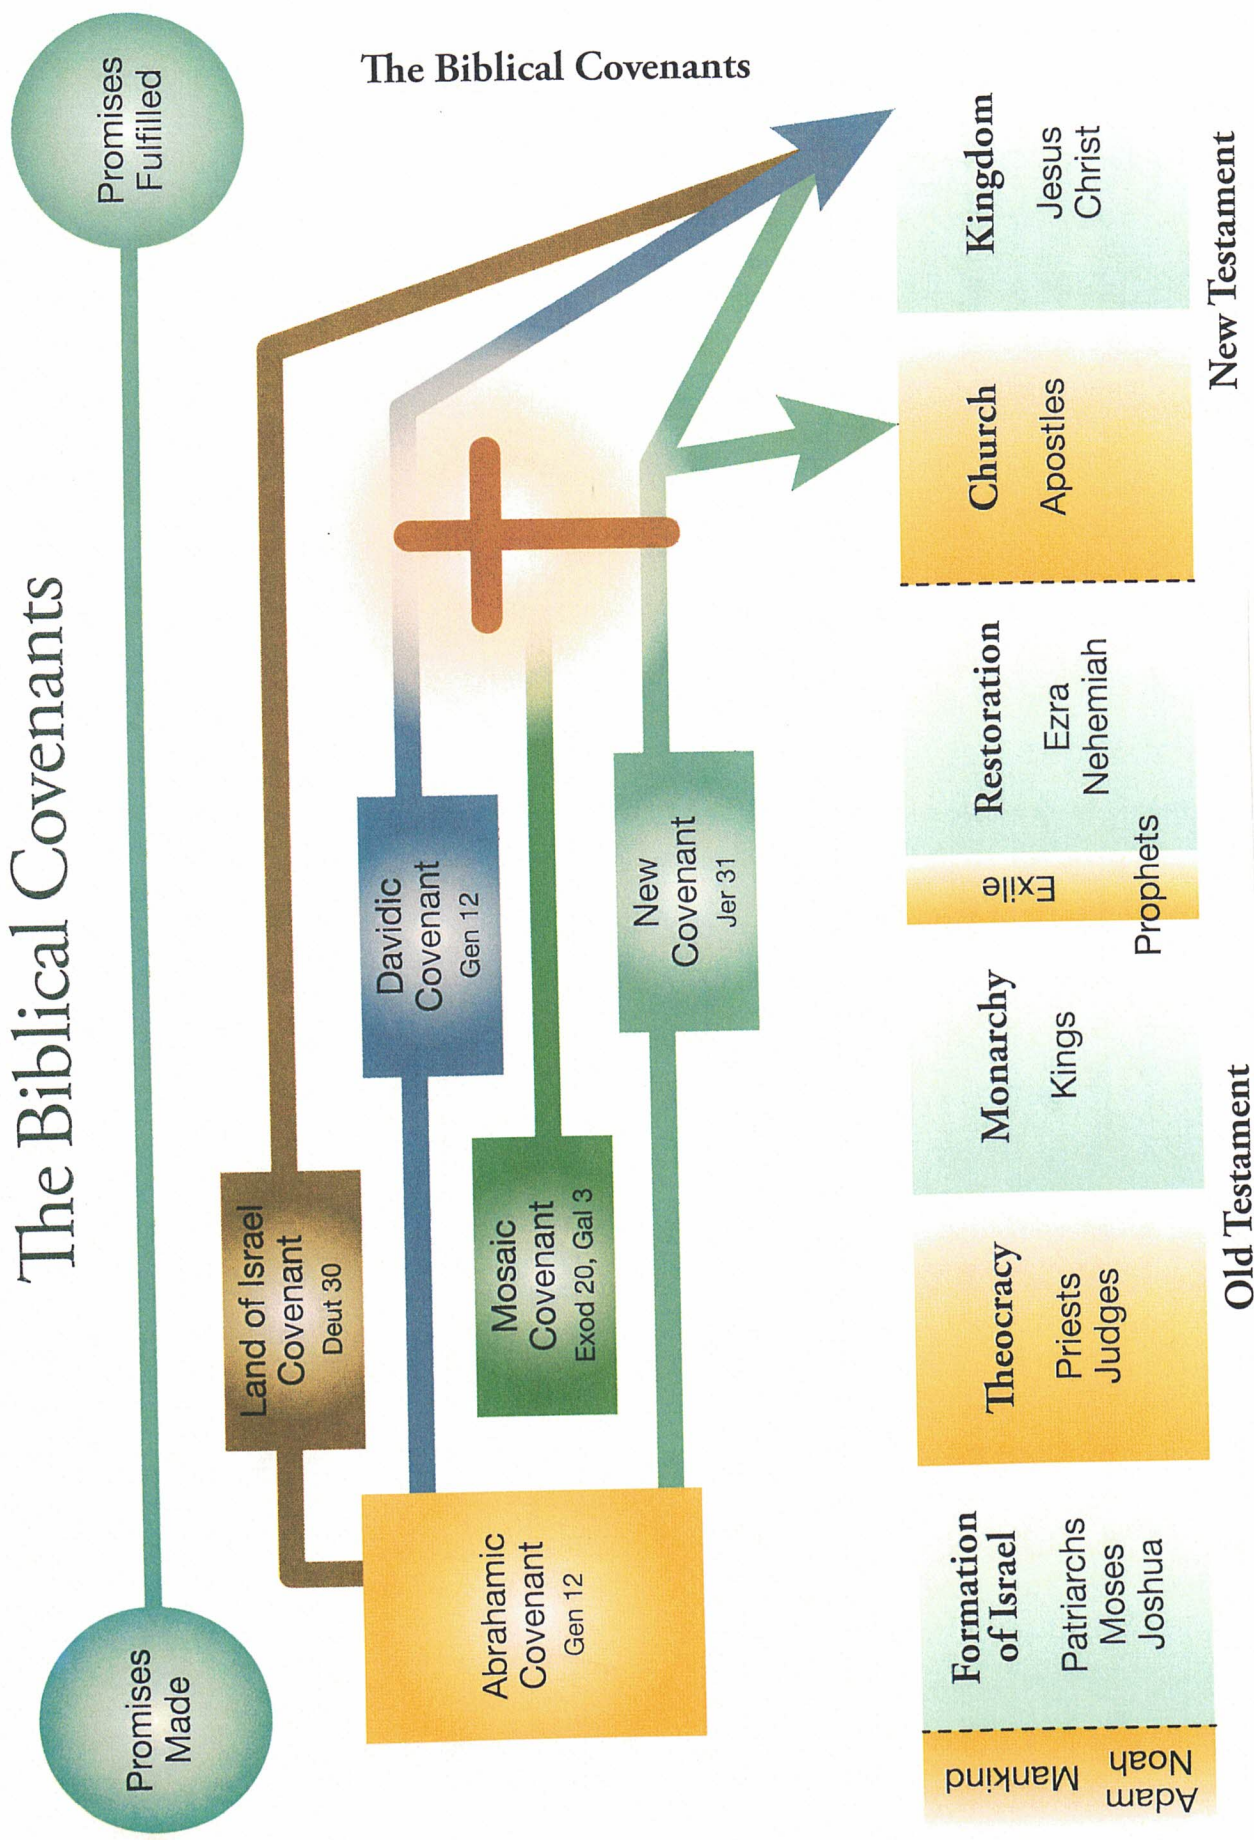 The Biblical Covenants
Promises
Made
Promises
Fulfilled
Land of Israel
Covenant
Deut 30
Davidic
Covenant
Gen 12
Abrahamic
Covenant
Gen 12
Mosaic
Covenant
Exod 20, Gal 3
New
Covenant
Jer 31
The Biblical Covenants
Mankind
Adam
Noah
Formation
of Israel
Patriarchs
Moses
Joshua
Theocracy
Priests
Judges
Monarchy
Kings
Exile
Prophets
Restoration
Ezra
Nehemiah
Church
Apostles
Kingdom
Jesus
Christ
Old Testament
New Testament